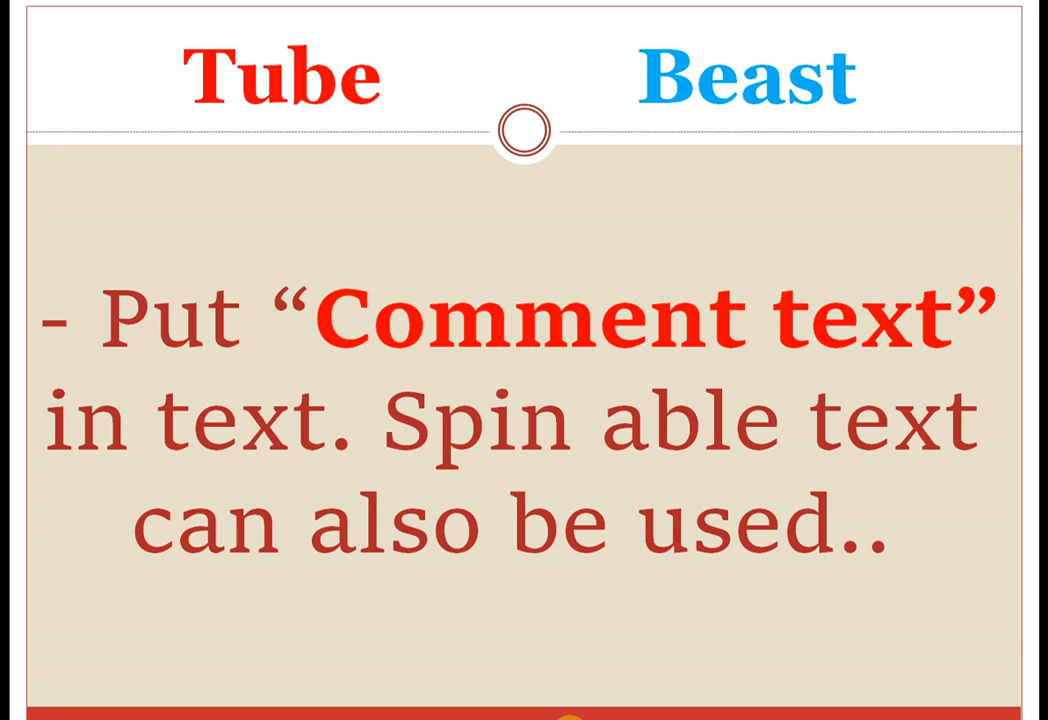 Tube Beast
- Put “Comment text”
in text. Spin able text
can also be used..